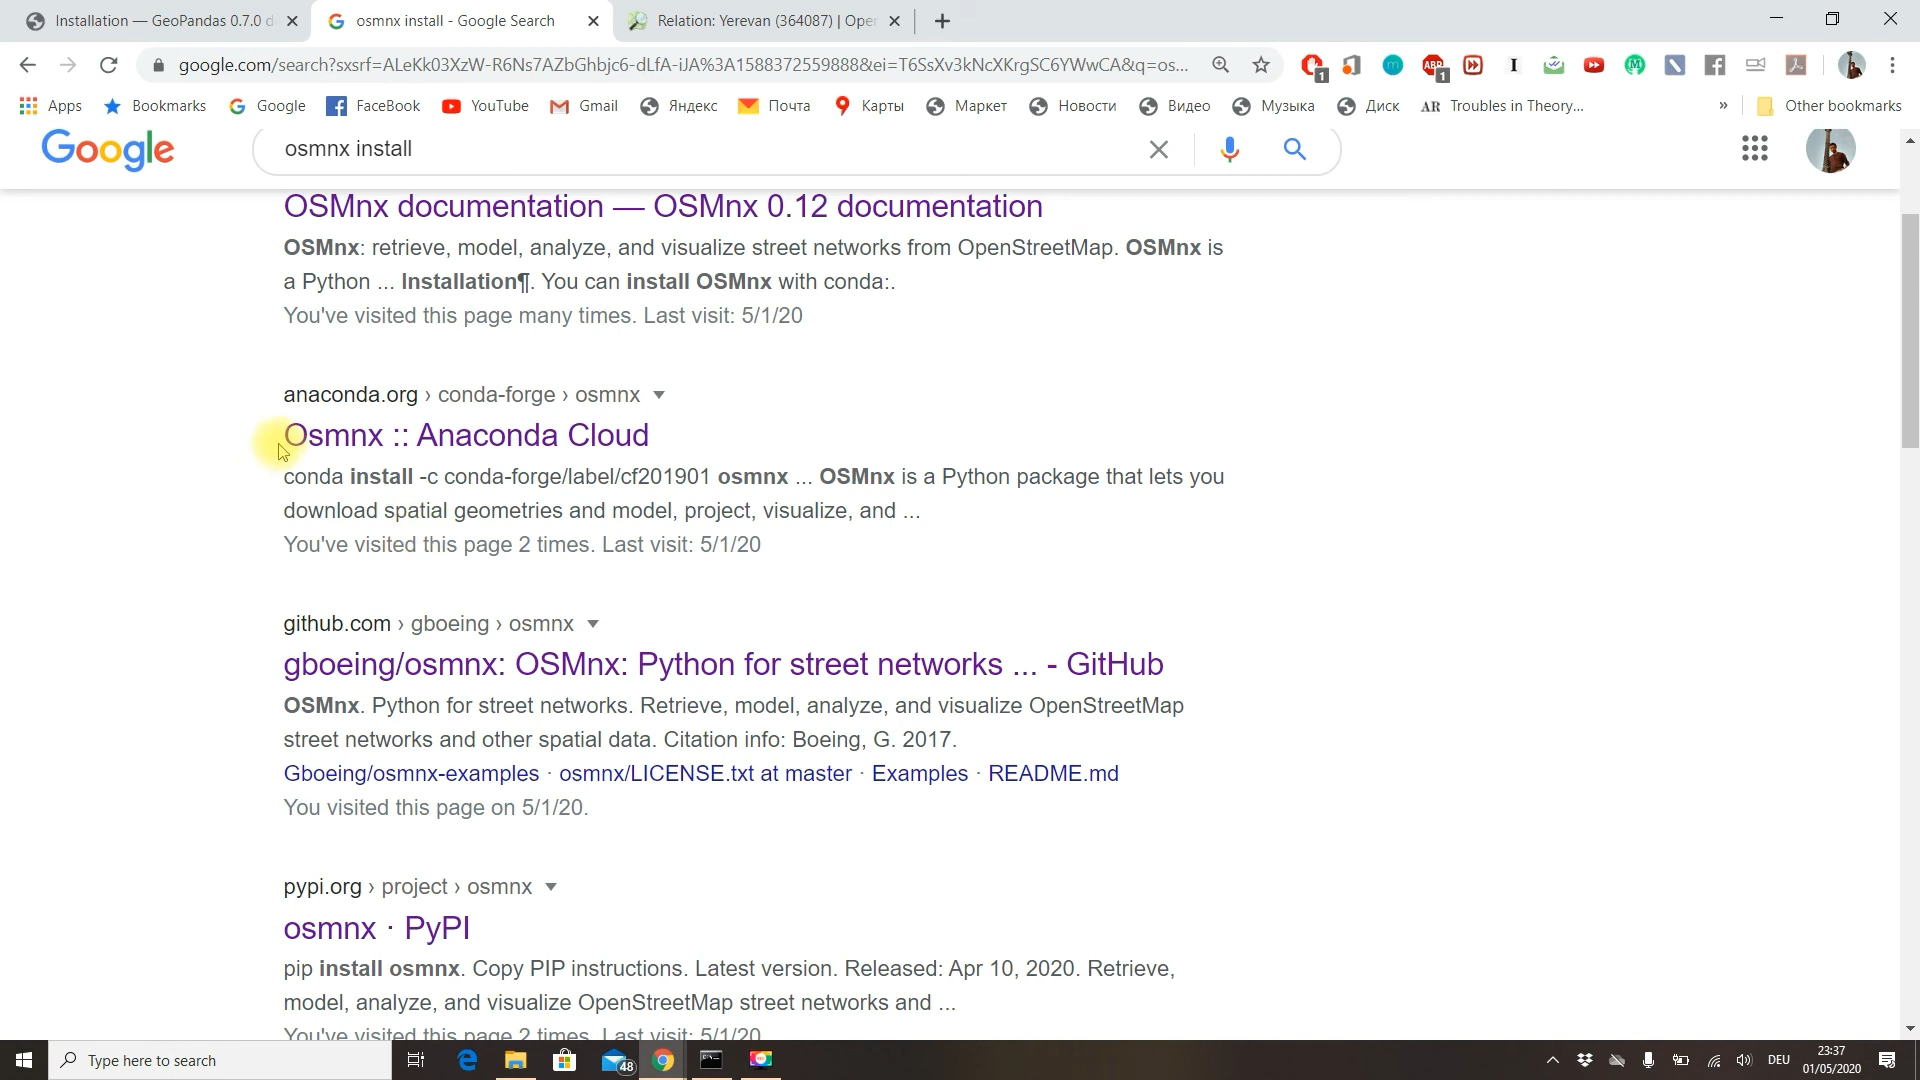 Installation — GeoPandas 0.7.0 d
osmnx install - Google Search
Relation: Yerevan (364087) | Ope
google.com/search?sxsrf=ALeKk03XzW-R6Ns7AZbGhbjc6-dLfA-iJA%3A1588372559888&ei=T6SsXv3kNcXKrgSC6YWwCA&q=os...
Apps
Bookmarks
Google
FaceBook
YouTube
Gmail
Яндекс
Почта
Карты
Маркет
Новости
Видео
Музыка
Диск
AR Troubles in Theory...
»
Other bookmarks
Google
osmnx install
OSMnx documentation — OSMnx 0.12 documentation
OSMnx: retrieve, model, analyze, and visualize street networks from OpenStreetMap. OSMnx is
a Python ... Installation¶. You can install OSMnx with conda:.
You've visited this page many times. Last visit: 5/1/20
anaconda.org › conda-forge › osmnx
Osmnx :: Anaconda Cloud
conda install -c conda-forge/label/cf201901 osmnx ... OSMnx is a Python package that lets you
download spatial geometries and model, project, visualize, and ...
You've visited this page 2 times. Last visit: 5/1/20
github.com › gboeing › osmnx
gboeing/osmnx: OSMnx: Python for street networks ... - GitHub
OSMnx. Python for street networks. Retrieve, model, analyze, and visualize OpenStreetMap
street networks and other spatial data. Citation info: Boeing, G. 2017.
Gboeing/osmnx-examples · osmnx/LICENSE.txt at master · Examples · README.md
You visited this page on 5/1/20.
pypi.org › project › osmnx
osmnx · PyPI
pip install osmnx. Copy PIP instructions. Latest version. Released: Apr 10, 2020. Retrieve,
model, analyze, and visualize OpenStreetMap street networks and ...
You've visited this page 2 times. Last visit: 5/1/20
Type here to search
48
DEU
23:37
01/05/2020